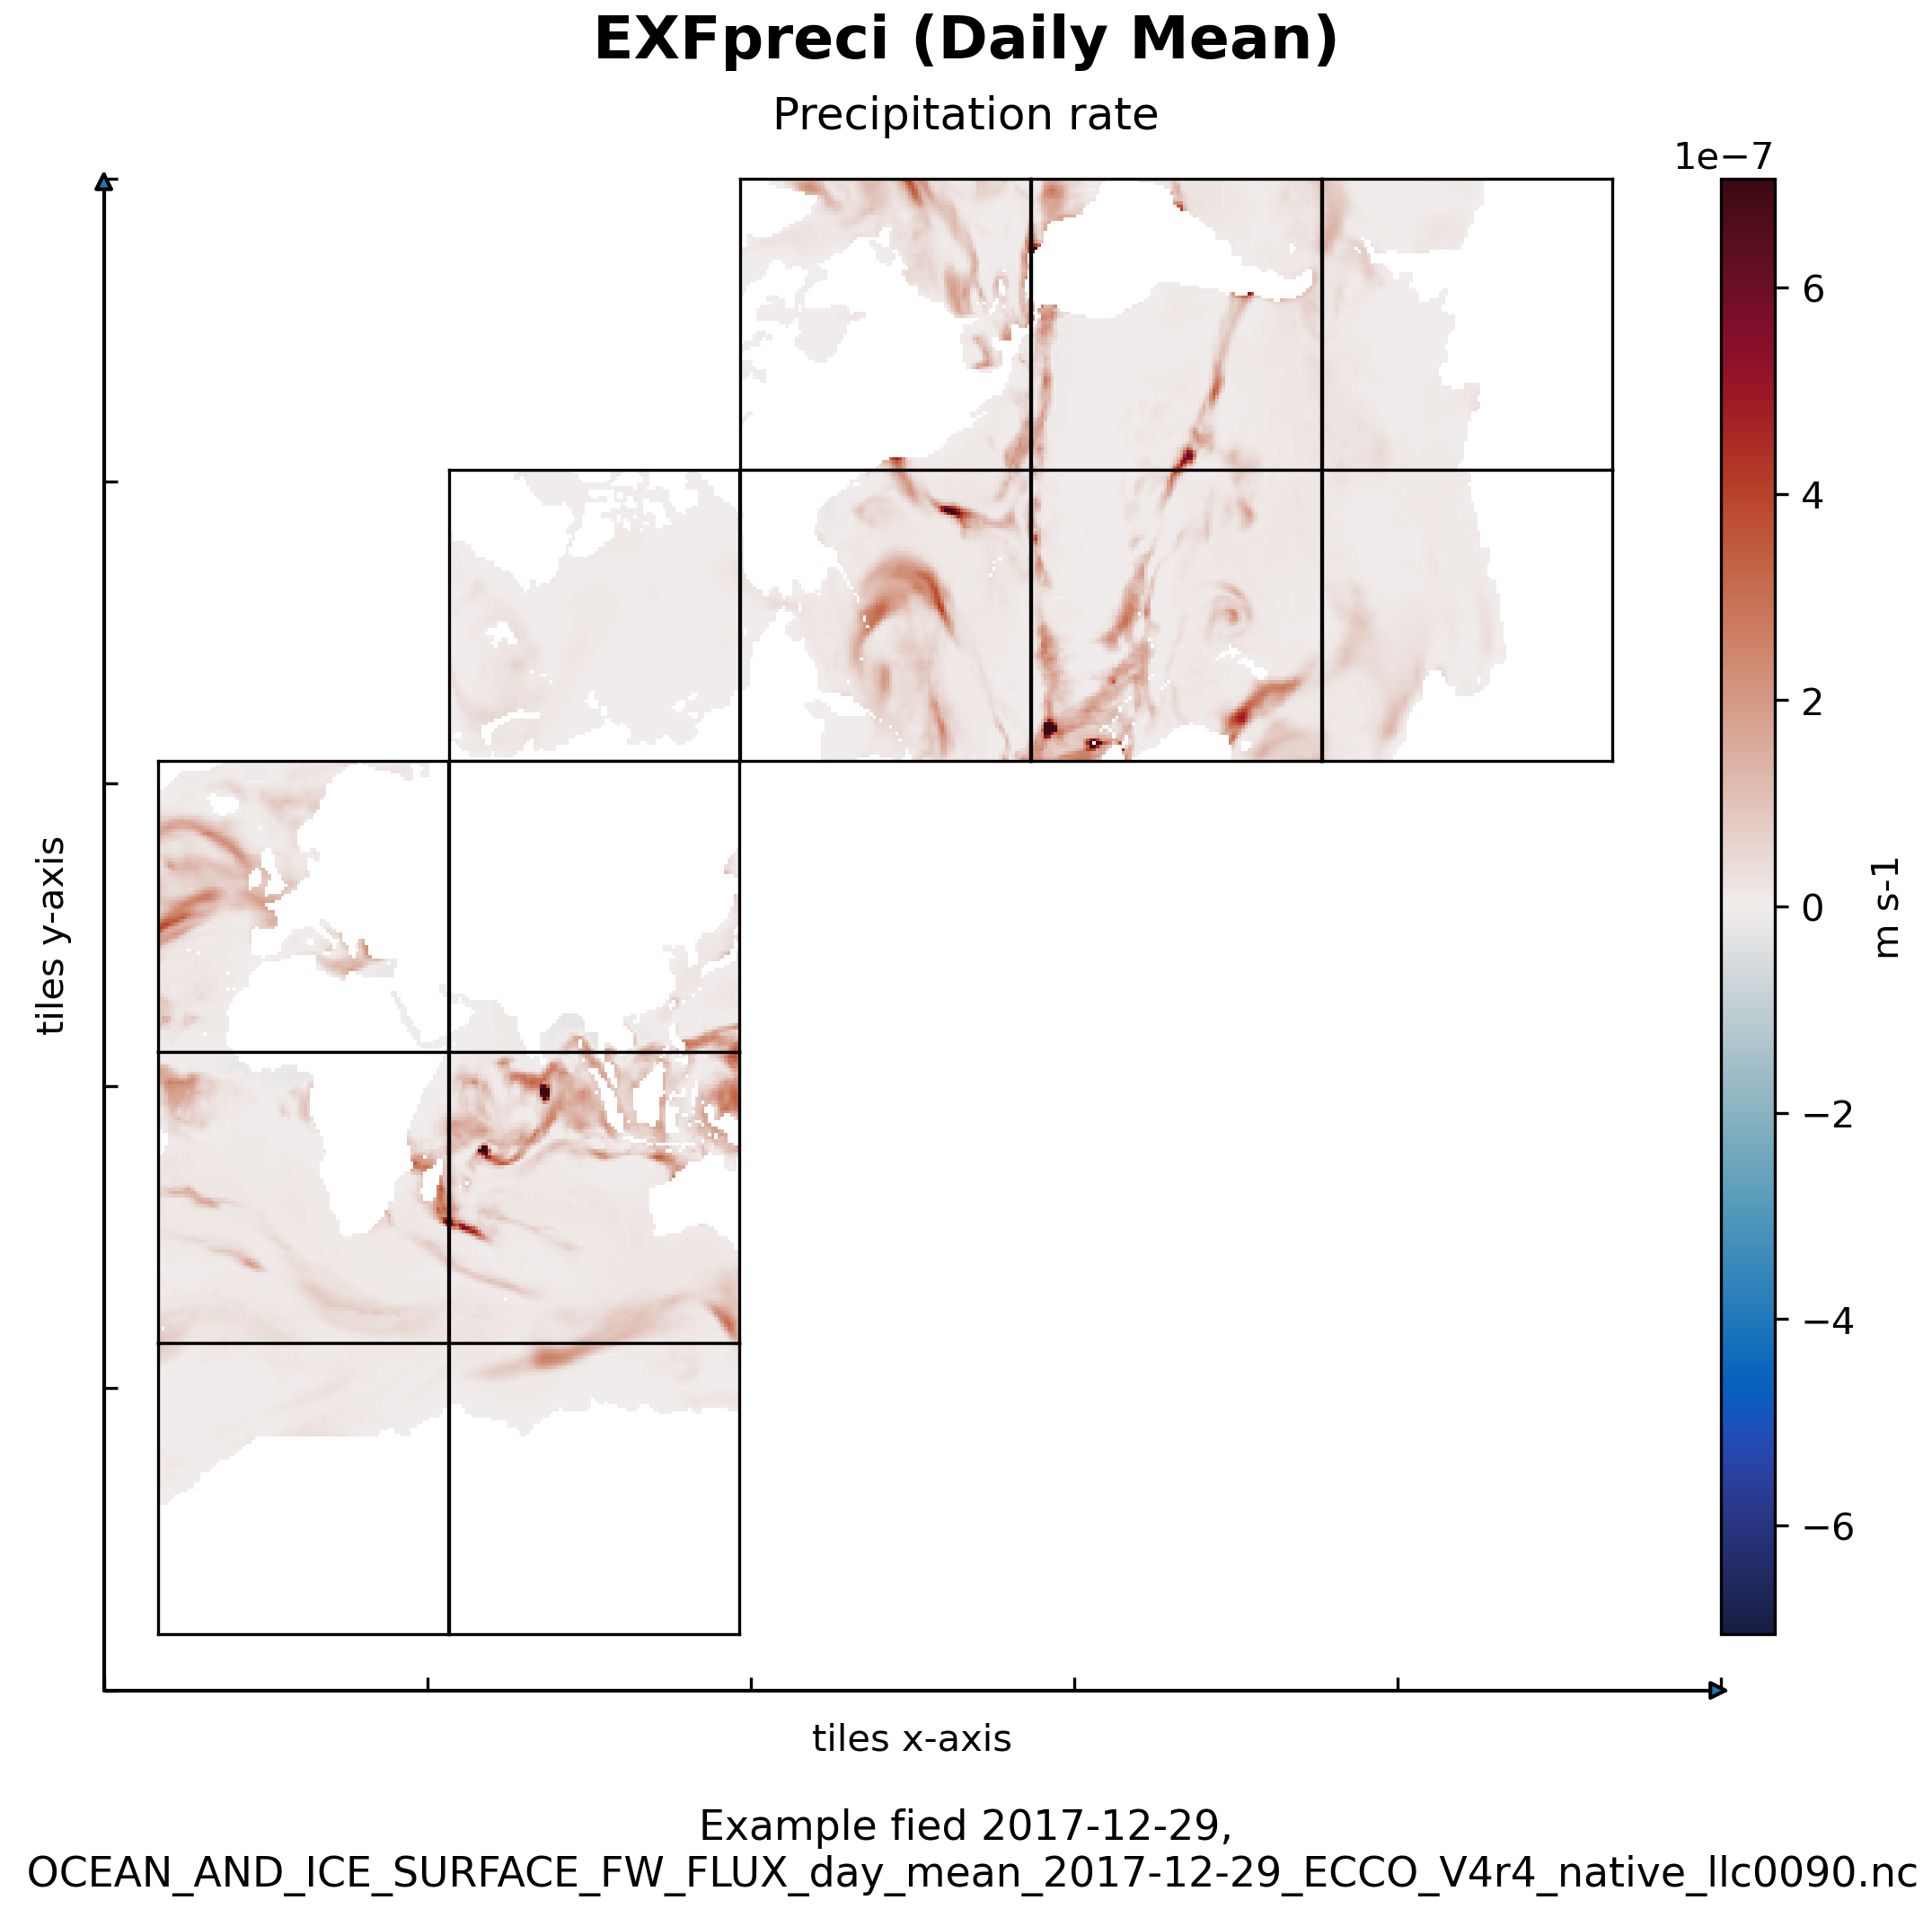 EXFpreci (Daily Mean)
Precipitation rate
1e−7
6
4
2
0
−2
−4
−6
m s-1
tiles y-axis
tiles x-axis
Example fied 2017-12-29,
OCEAN_AND_ICE_SURFACE_FW_FLUX_day_mean_2017-12-29_ECCO_V4r4_native_llc0090.nc